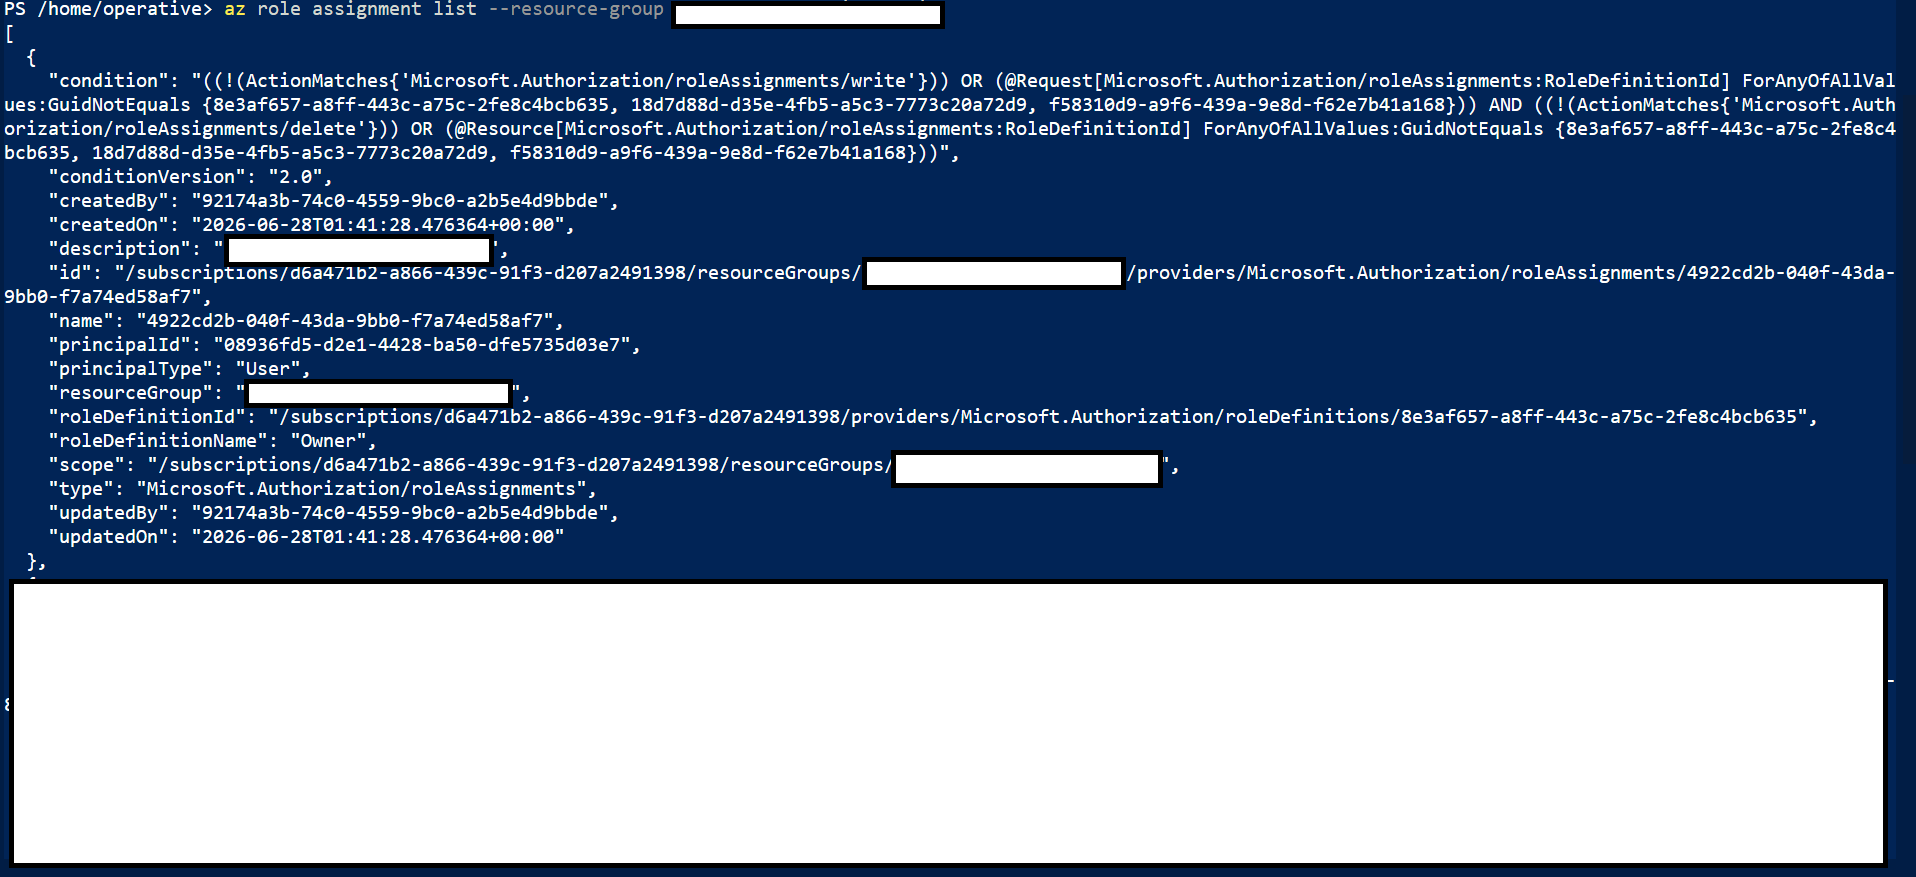 PS /home/operative> az role assignment list --resource-group
[
  {
    "condition": "((!(ActionMatches{'Microsoft.Authorization/roleAssignments/write'})) OR (@Request[Microsoft.Authorization/roleAssignments:RoleDefinitionId] ForAnyOfAllVal
ues:GuidNotEquals {8e3af657-a8ff-443c-a75c-2fe8c4bcb635, 18d7d88d-d35e-4fb5-a5c3-7773c20a72d9, f58310d9-a9f6-439a-9e8d-f62e7b41a168})) AND ((!(ActionMatches{'Microsoft.Auth
orization/roleAssignments/delete'})) OR (@Resource[Microsoft.Authorization/roleAssignments:RoleDefinitionId] ForAnyOfAllValues:GuidNotEquals {8e3af657-a8ff-443c-a75c-2fe8c4
bcb635, 18d7d88d-d35e-4fb5-a5c3-7773c20a72d9, f58310d9-a9f6-439a-9e8d-f62e7b41a168}))",
    "conditionVersion": "2.0",
    "createdBy": "92174a3b-74c0-4559-9bc0-a2b5e4d9bbde",
    "createdOn": "2026-06-28T01:41:28.476364+00:00",
    "description": " ",
    "id": "/subscriptions/d6a471b2-a866-439c-91f3-d207a2491398/resourceGroups/ /providers/Microsoft.Authorization/roleAssignments/4922cd2b-040f-43da-
9bb0-f7a74ed58af7",
    "name": "4922cd2b-040f-43da-9bb0-f7a74ed58af7",
    "principalId": "08936fd5-d2e1-4428-ba50-dfe5735d03e7",
    "principalType": "User",
    "resourceGroup": " ",
    "roleDefinitionId": "/subscriptions/d6a471b2-a866-439c-91f3-d207a2491398/providers/Microsoft.Authorization/roleDefinitions/8e3af657-a8ff-443c-a75c-2fe8c4bcb635",
    "roleDefinitionName": "Owner",
    "scope": "/subscriptions/d6a471b2-a866-439c-91f3-d207a2491398/resourceGroups/ ",
    "type": "Microsoft.Authorization/roleAssignments",
    "updatedBy": "92174a3b-74c0-4559-9bc0-a2b5e4d9bbde",
    "updatedOn": "2026-06-28T01:41:28.476364+00:00"
  },